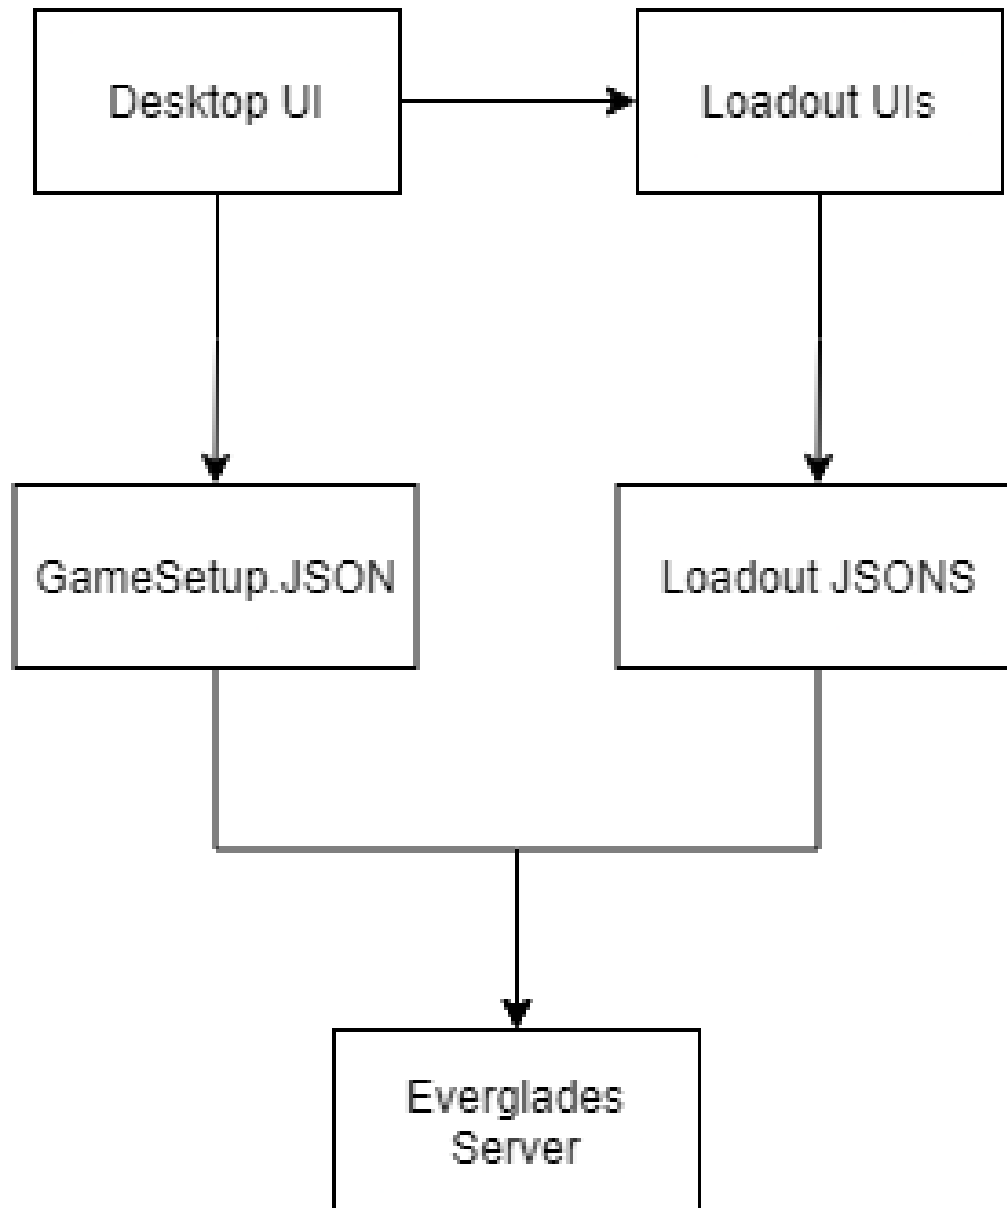 Desktop UI
Loadout UIs
GameSetup.JSON
Loadout JSONS
Everglades
Server